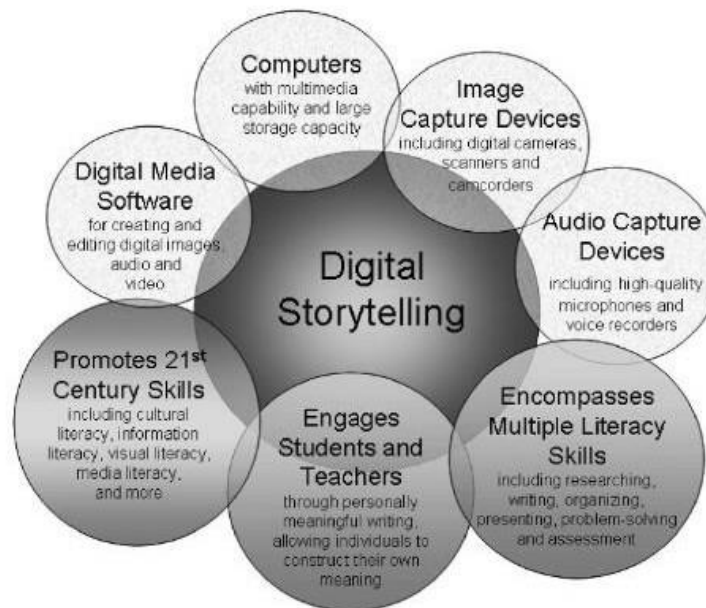 Computers
with multimedia
capability and large
storage capacity
Image
Capture Devices
including digital cameras,
scanners and
camcorders
Audio Capture
Devices
including high-quality
microphones and
voice recorders
Encompasses
Multiple Literacy
Skills
including researching,
writing, organizing,
presenting, problem-solving
and assessment
Engages
Students and
Teachers
through personally
meaningful writing,
allowing individuals to
construct their own
meaning
Promotes 21st
Century Skills
including cultural
literacy, information
literacy, visual literacy,
media literacy,
and more
Digital Media
Software
for creating and
editing digital images,
audio and
video
Digital
Storytelling